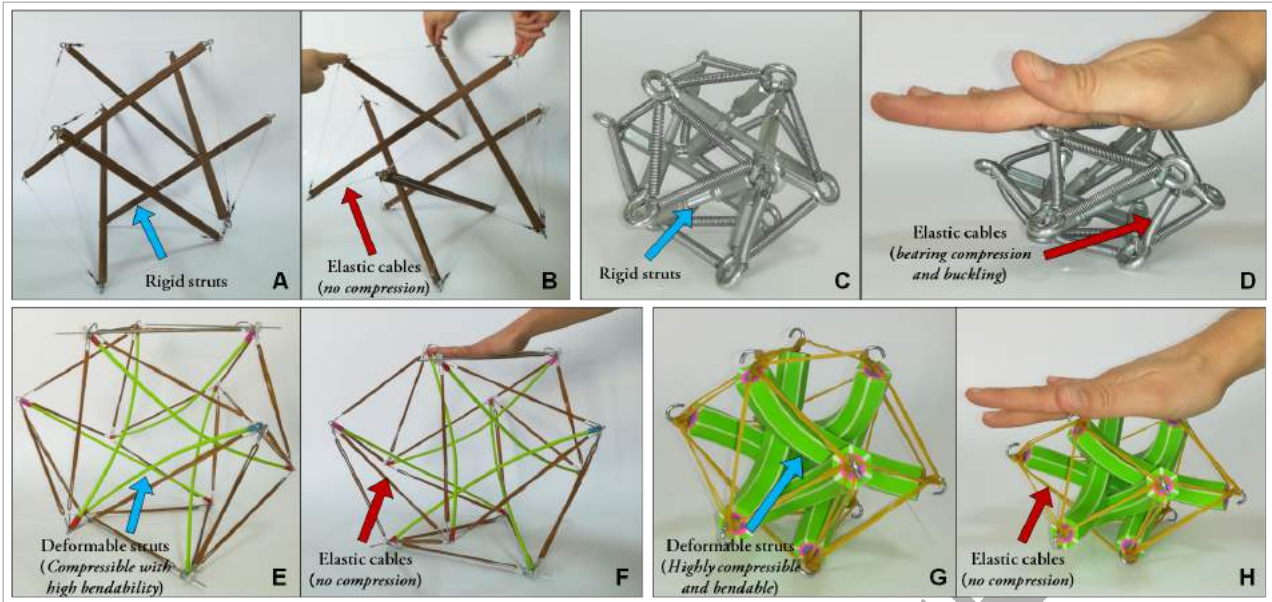 Rigid struts
A
Elastic cables
(no compression)
B
Rigid struts
C
Elastic cables
(bearing compression
and buckling)
D
Deformable struts
(Compressible with
high bendability)
E
Elastic cables
(no compression)
F
Deformable struts
(Highly compressible
and bendable)
G
Elastic cables
(no compression)
H